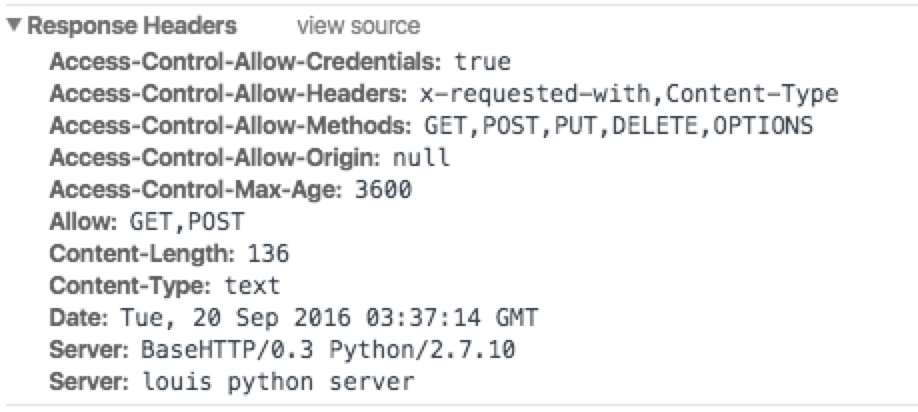 ▼ Response Headers view source
Access-Control-Allow-Credentials: true
Access-Control-Allow-Headers: x-requested-with,Content-Type
Access-Control-Allow-Methods: GET,POST,PUT,DELETE,OPTIONS
Access-Control-Allow-Origin: null
Access-Control-Max-Age: 3600
Allow: GET,POST
Content-Length: 136
Content-Type: text
Date: Tue, 20 Sep 2016 03:37:14 GMT
Server: BaseHTTP/0.3 Python/2.7.10
Server: louis python server